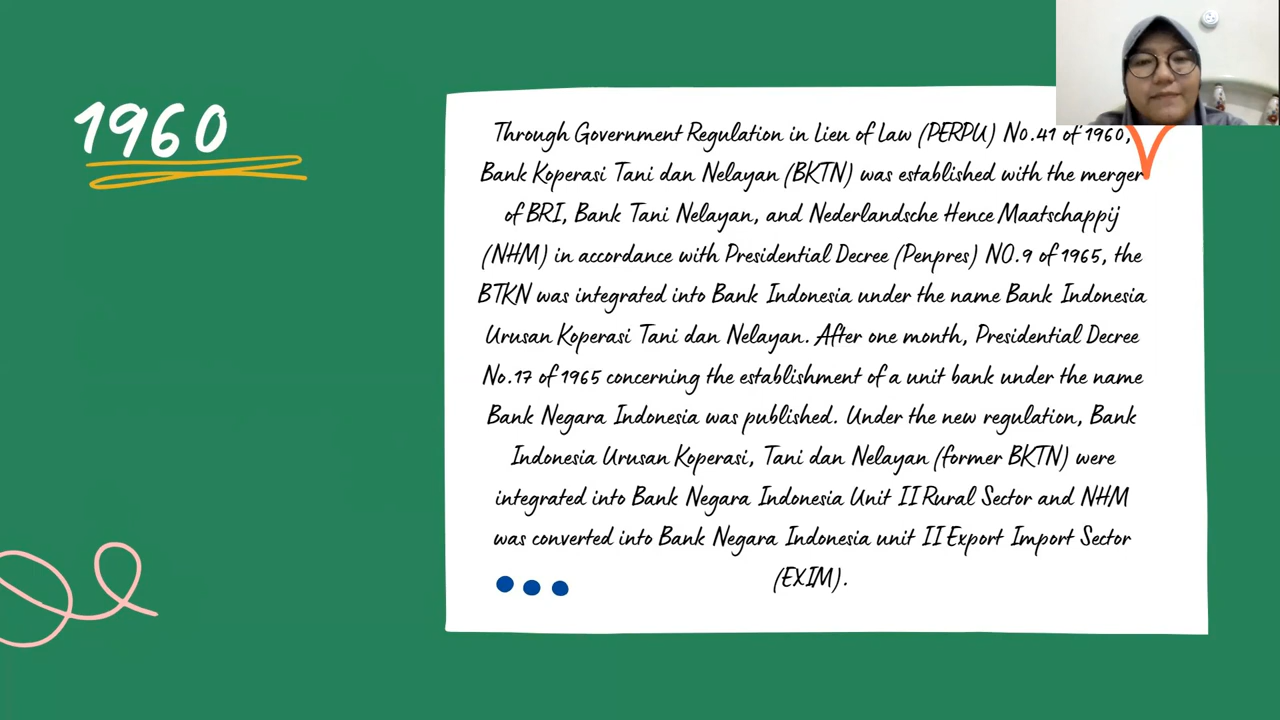 1960
Through Government Regulation in Lieu of Law (PERPU) No.41 of 1960,
Bank Koperasi Tani dan Nelayan (BKTN) was established with the merger
of BRI, Bank Tani Nelayan, and Nederlandsche Hence Maatschappij
(NHM) in accordance with Presidential Decree (Penpres) NO.9 of 1965, the
BTKN was integrated into Bank Indonesia under the name Bank Indonesia
Urusan Koperasi Tani dan Nelayan. After one month, Presidential Decree
No.17 of 1965 concerning the establishment of a unit bank under the name
Bank Negara Indonesia was published. Under the new regulation, Bank
Indonesia Urusan Koperasi, Tani dan Nelayan (former BKTN) were
integrated into Bank Negara Indonesia Unit II Rural Sector and NHM
was converted into Bank Negara Indonesia unit II Export Import Sector
(EXIM).